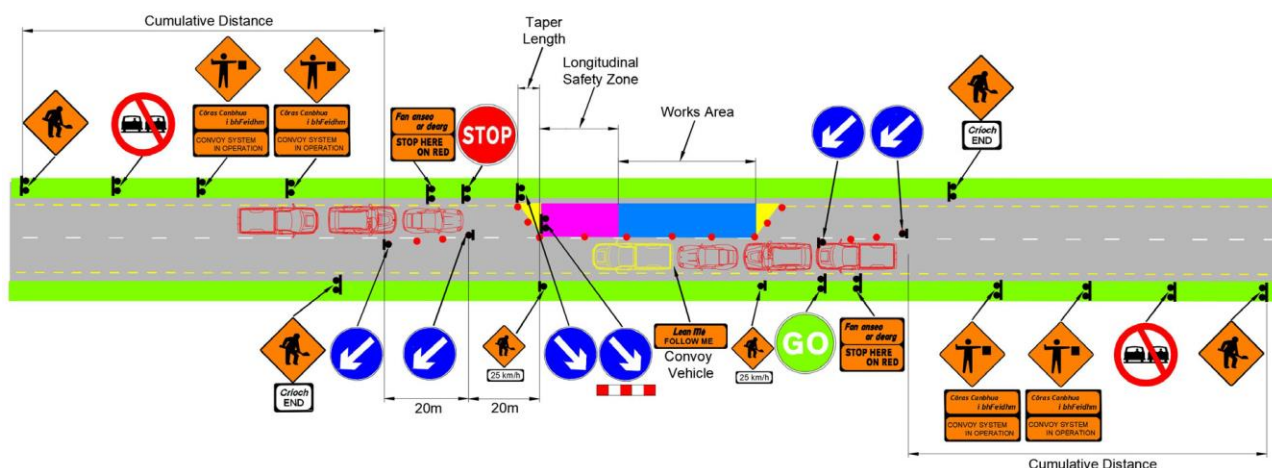 Cumulative Distance
Taper
Length
Longitudinal
Safety Zone
Works Area
Córas Conbhua
i bhFeidhm
CONVOY SYSTEM
IN OPERATION
Córas Conbhua
i bhFeidhm
CONVOY SYSTEM
IN OPERATION
Fan anseo
ar dearg
STOP HERE
ON RED
STOP
Críoch
END
Críoch
END
20m
20m
25 km/h
Lean Mé
FOLLOW ME
Convoy
Vehicle
25 km/h
GO
Fan anseo
ar dearg
STOP HERE
ON RED
Córas Conbhua
i bhFeidhm
CONVOY SYSTEM
IN OPERATION
Córas Conbhua
i bhFeidhm
CONVOY SYSTEM
IN OPERATION
Cumulative Distance